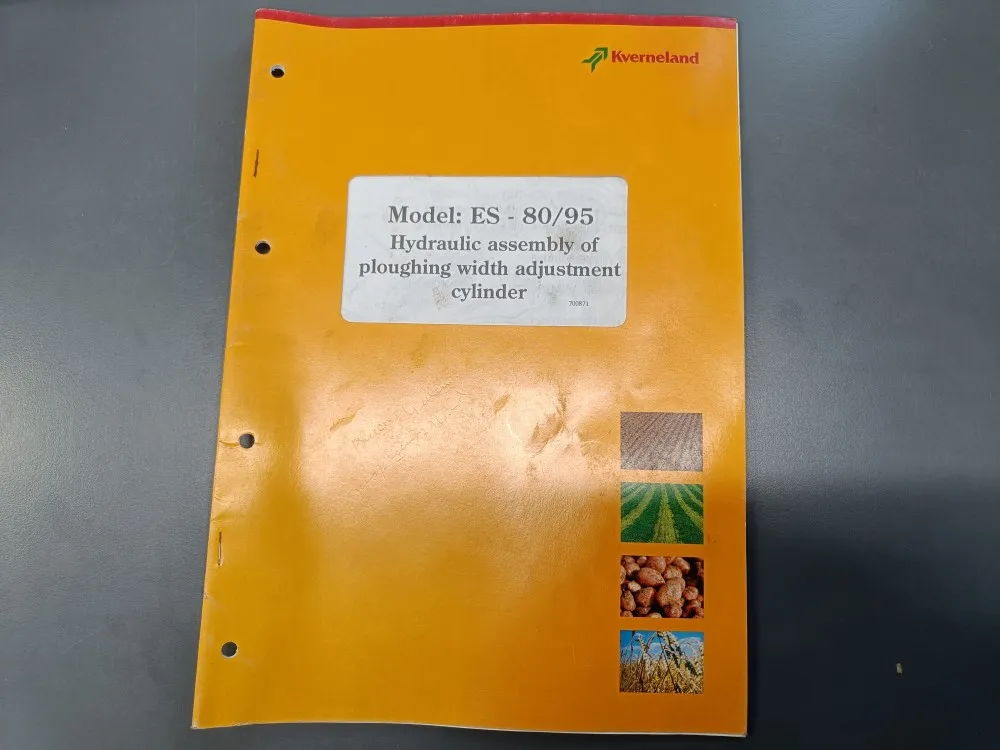 Kverneland
Model: ES - 80/95
Hydraulic assembly of
ploughing width adjustment
cylinder
700871